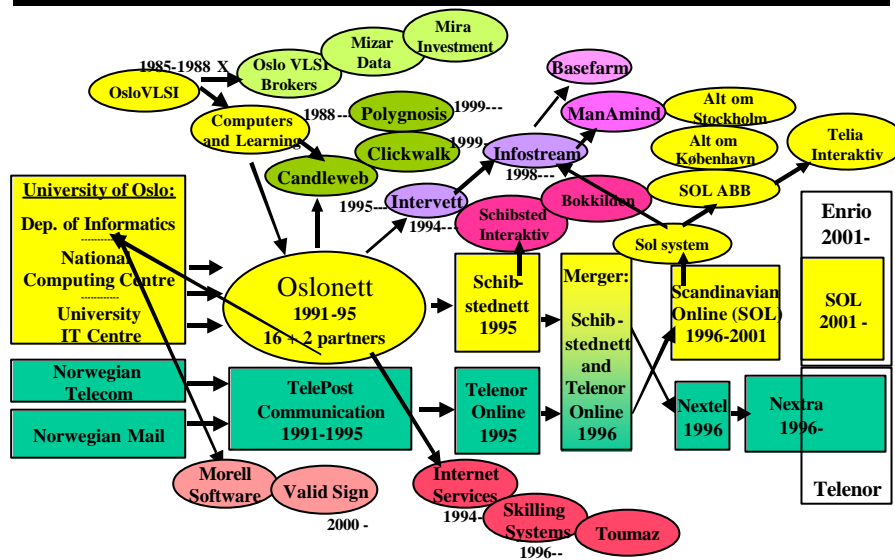 Mira
Investment
Mizar
Data
1985-1988 X
Oslo VLSI
Brokers
OsloVLSI
Basefarm
ManAmind
Alt om
Stockholm
1988---
Polygnosis
1999---
Computers
and Learning
Clickwalk
1999-
Infostream
1998---
Alt om
København
Telia
Interaktiv
Candleweb
1995---
Intervett
1994---
Schibsted
Interaktiv
Bokkilden
SOL ABB
University of Oslo:
Dep. of Informatics
------------
National
Computing Centre
------------
University
IT Centre
Sol system
Enrio
2001-
Oslonett
1991-95
16 + 2 partners
Schib-
stednett
1995
Merger:
Schib-
stednett
and
Telenor
Online
1996
Scandinavian
Online (SOL)
1996-2001
SOL
2001 -
Norwegian
Telecom
Norwegian Mail
TelePost
Communication
1991-1995
Telenor
Online
1995
Nextel
1996
Nextra
1996-
Telenor
Morell
Software
Valid Sign
2000 -
Internet
Services
1994-
Skilling
Systems
1996--
Toumaz